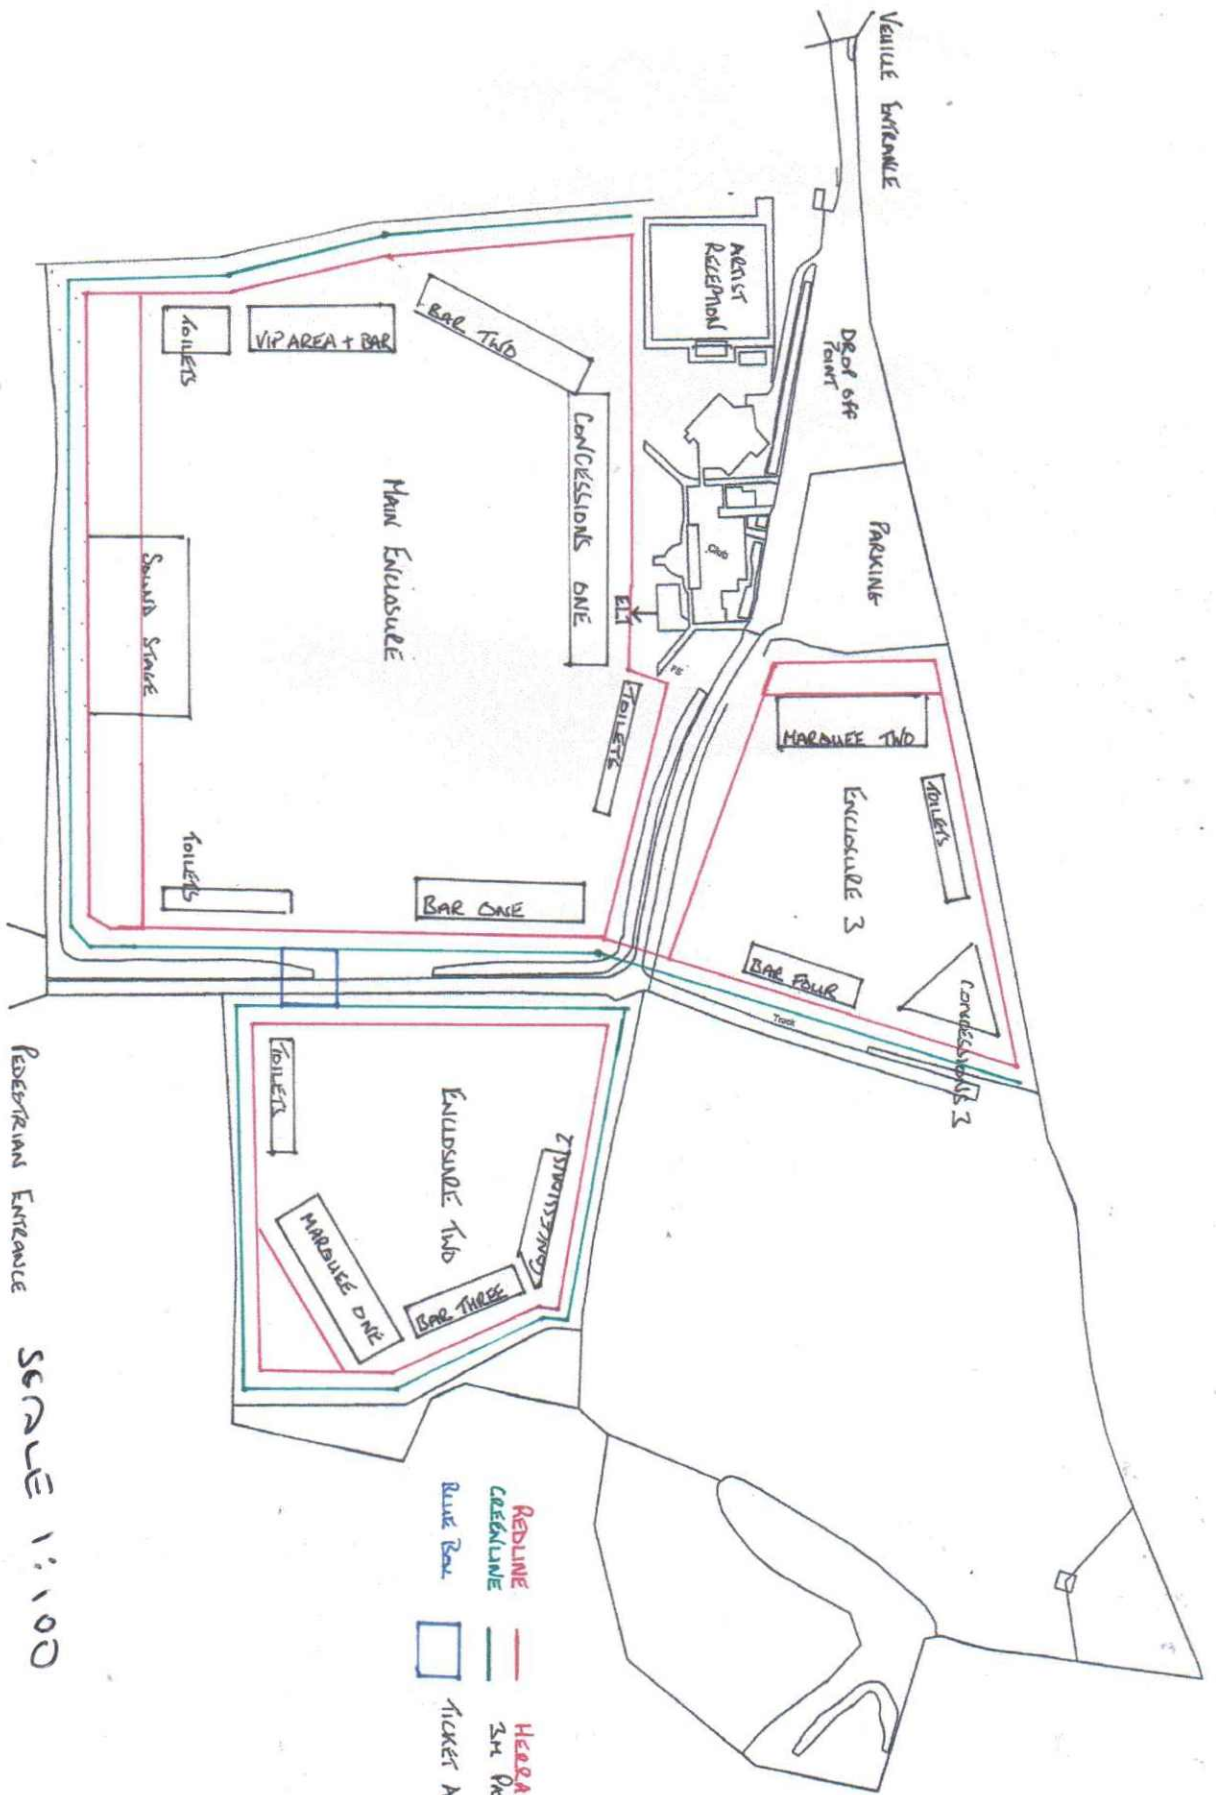 VEHICLE ENTRANCE
DROP OFF
POINT
PARKING
ARTIST
RECEPTION
Club
ELT
MARQUEE TWO
TOILETS
ENCLOSURE 3
BAR FOUR
CONCESSIONS 3
Track
BAR TWO
CONCESSIONS ONE
TOILETS
VIP AREA + BAR
TOILETS
MAIN ENCLOSURE
SOUND STAGE
BAR ONE
TOILETS
CONCESSIONS 2
ENCLOSURE TWO
BAR THREE
TOILETS
MARQUEE ONE
REDLINE HERRA
GREENLINE 3M
BLUE BOX TICKET
PEDESTRIAN ENTRANCE
SCALE 1:100